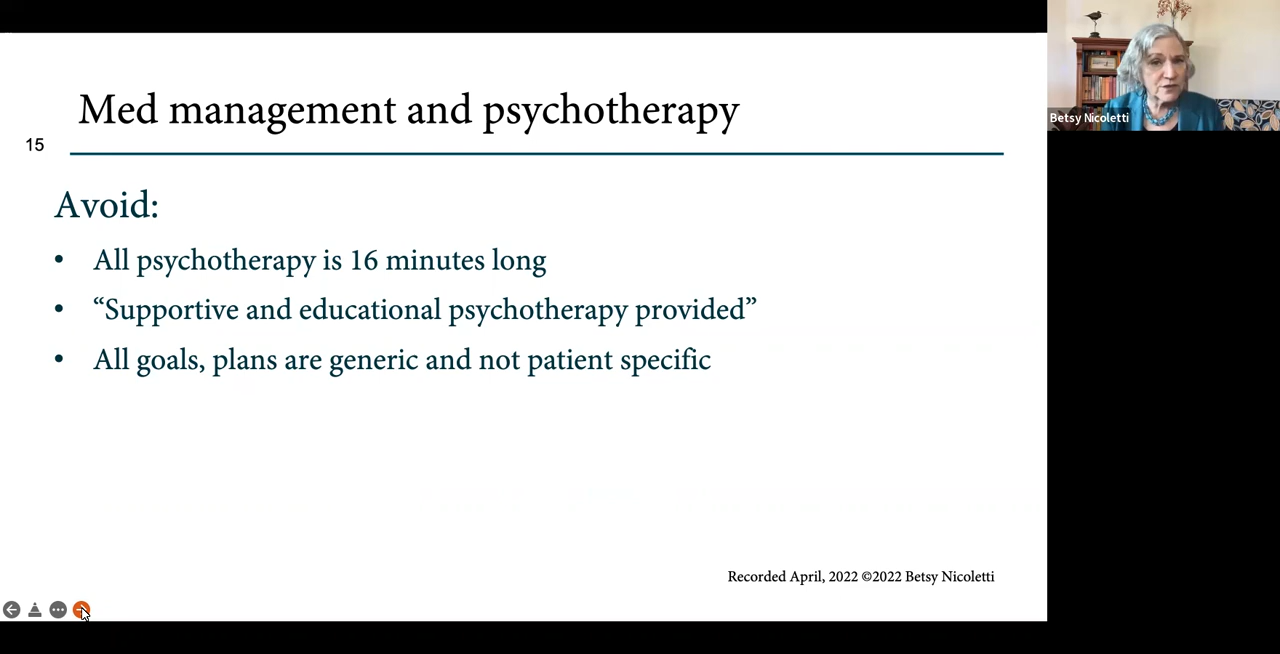 Med management and psychotherapy
15
Avoid:
• All psychotherapy is 16 minutes long
• “Supportive and educational psychotherapy provided”
• All goals, plans are generic and not patient specific
Recorded April, 2022 ©2022 Betsy Nicoletti
Betsy Nicoletti